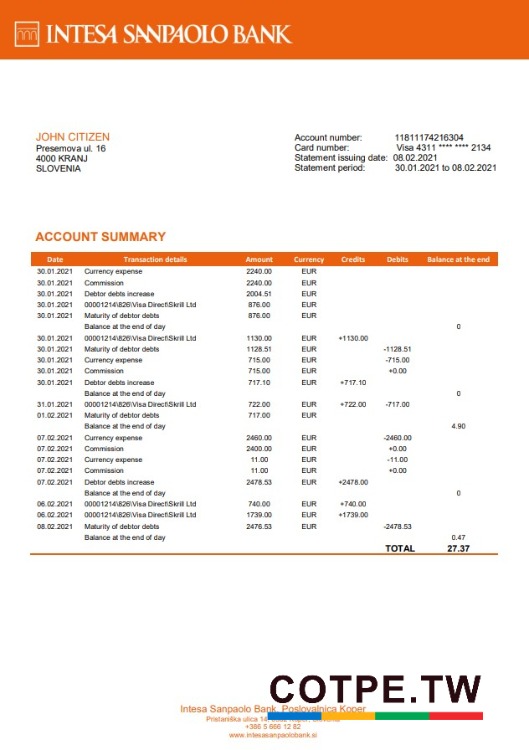 INTESA SANPAOLO BANK
JOHN CITIZEN
Presemova ul. 16
4000 KRANJ
SLOVENIA
Account number: 11811174216304
Card number: Visa 4311 **** **** 2134
Statement issuing date: 08.02.2021
Statement period: 30.01.2021 to 08.02.2021
ACCOUNT SUMMARY
Date Transaction details Amount Currency Credits Debits Balance at the end
30.01.2021 Currency expense 2240.00 EUR
30.01.2021 Commission 2240.00 EUR
30.01.2021 Debtor debts increase 2004.51 EUR
30.01.2021 00001214\826\Visa Direct\Skrill Ltd 876.00 EUR
30.01.2021 Maturity of debtor debts 876.00 EUR
Balance at the end of day 0
30.01.2021 00001214\826\Visa Direct\Skrill Ltd 1130.00 EUR +1130.00
30.01.2021 Maturity of debtor debts 1128.51 EUR -1128.51
30.01.2021 Currency expense 715.00 EUR -715.00
30.01.2021 Commission 715.00 EUR +0.00
30.01.2021 Debtor debts increase 717.10 EUR +717.10
Balance at the end of day 0
31.01.2021 00001214\826\Visa Direct\Skrill Ltd 722.00 EUR +722.00 -717.00
01.02.2021 Maturity of debtor debts 717.00 EUR
Balance at the end of day 4.90
07.02.2021 Currency expense 2460.00 EUR -2460.00
07.02.2021 Commission 2400.00 EUR +0.00
07.02.2021 Currency expense 11.00 EUR -11.00
07.02.2021 Commission 11.00 EUR +0.00
07.02.2021 Debtor debts increase 2478.53 EUR +2478.00
Balance at the end of day 0
06.02.2021 00001214\826\Visa Direct\Skrill Ltd 740.00 EUR +740.00
06.02.2021 00001214\826\Visa Direct\Skrill Ltd 1739.00 EUR +1739.00
08.02.2021 Maturity of debtor debts 2476.53 EUR -2478.53
Balance at the end of day 0.47
TOTAL 27.37
COTPE.TW
Intesa Sanpaolo Bank, Poslovalnica Koper
Pristaniška ulica 14,
+386 5 666 12 82
www.intesasanpaolobank.si